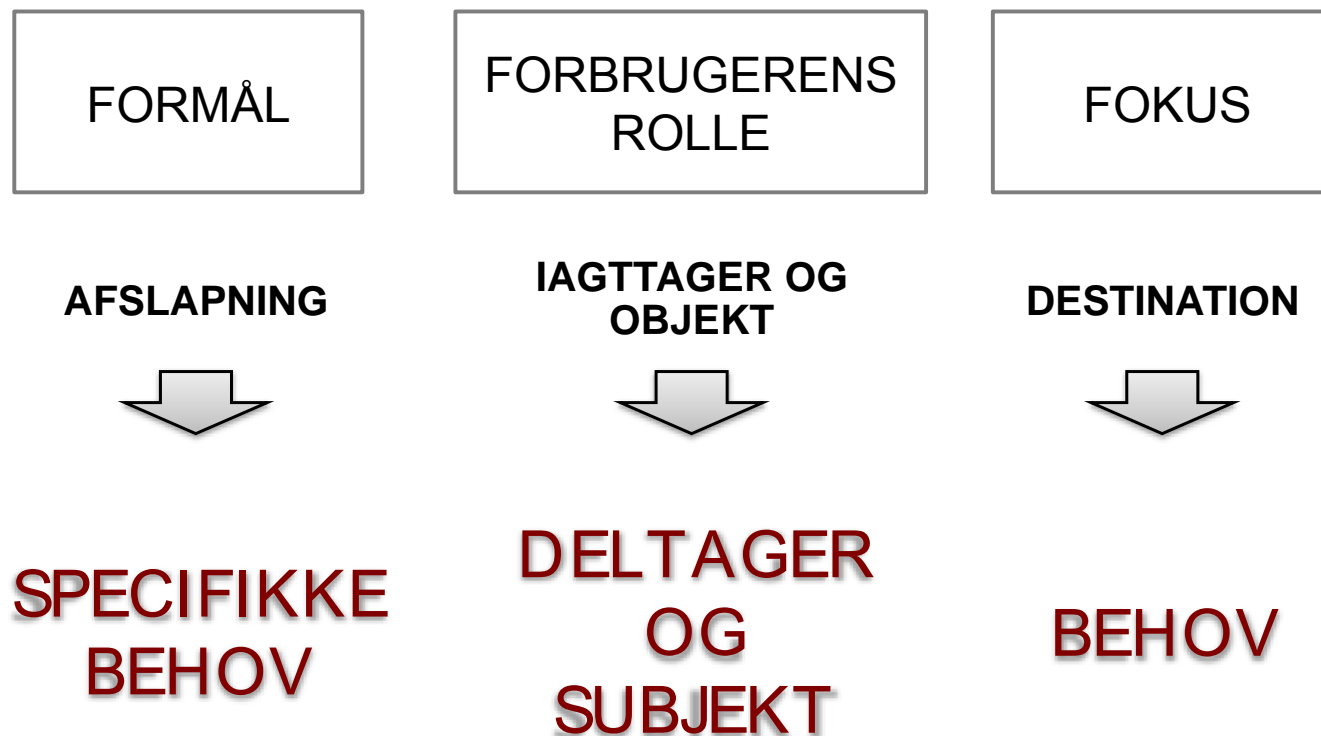 FORMÅL
FORBRUGERENS
ROLLE
FOKUS
AFSLAPNING
IAGTTAGER OG
OBJEKT
DESTINATION
SPECIFIKKE
BEHOV
DELTAGER
OG
SUBJEKT
BEHOV